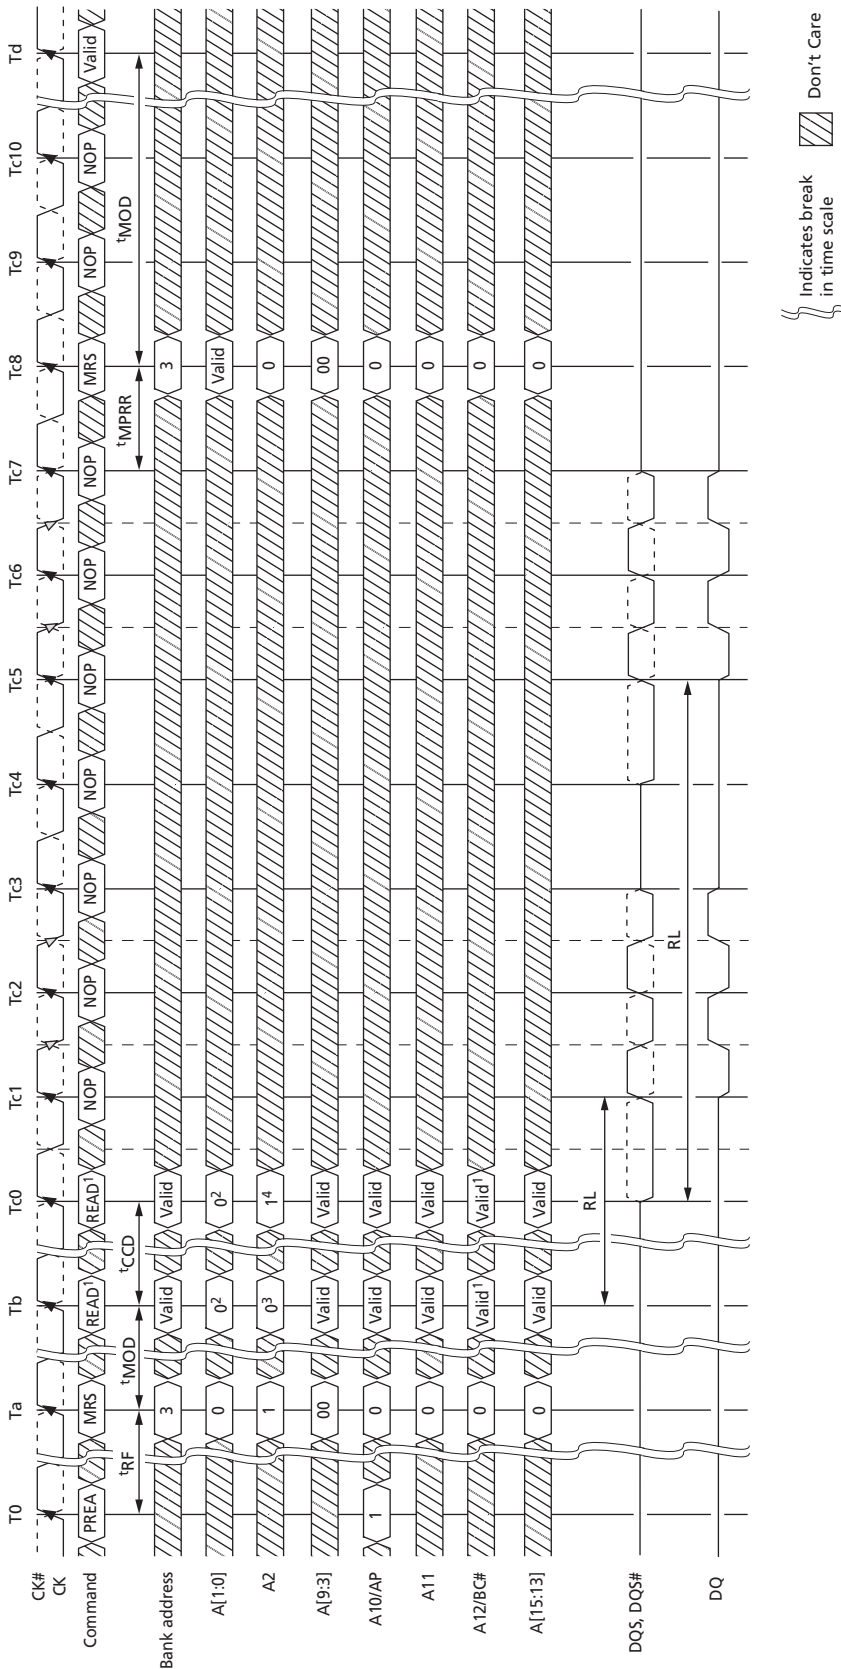 T0 Ta Tb Tc0 Tc1 Tc2 Tc3 Tc4 Tc5 Tc6 Tc7 Tc8 Tc9 Tc10 Td
CK#
CK
Command PREA MRS READ¹ READ¹ NOP NOP NOP NOP NOP NOP NOP MRS NOP NOP Valid
tRF tMOD tCCD tMPRR tMOD
Bank address 3 Valid Valid 3
A[1:0] 0 0² 0² Valid
A2 1 0³ 1⁴ 0
A[9:3] 00 Valid Valid 00
A10/AP 1 0 Valid Valid 0
A11 0 Valid Valid 0
A12/BC# 0 Valid¹ Valid¹ 0
A[15:13] 0 Valid Valid 0
RL
DQS, DQS#
RL
DQ
Indicates break
in time scale
Don't Care